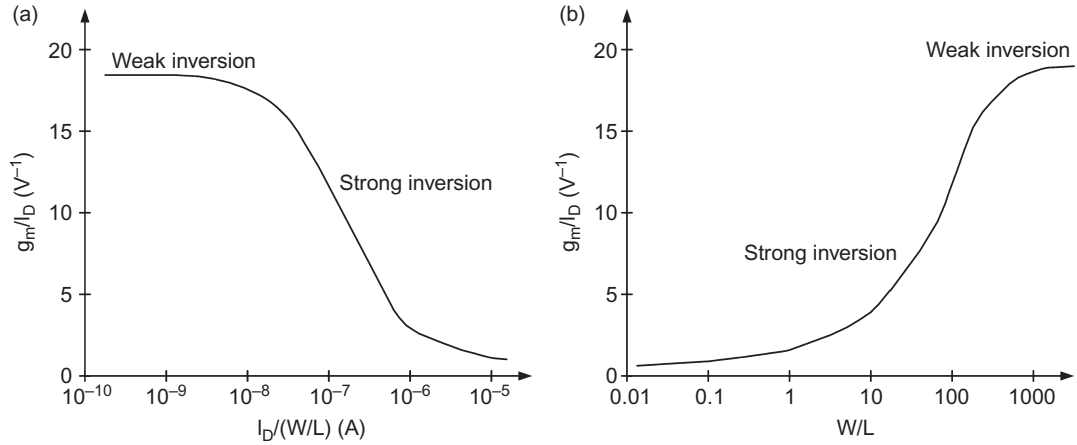 (a)
20
15
10
5
0
g_m/I_D (V⁻¹)
Weak inversion
Strong inversion
10⁻¹⁰ 10⁻⁹ 10⁻⁸ 10⁻⁷ 10⁻⁶ 10⁻⁵
I_D/(W/L) (A)
(b)
20
15
10
5
0
g_m/I_D (V⁻¹)
Weak inversion
Strong inversion
0.01 0.1 1 10 100 1000
W/L